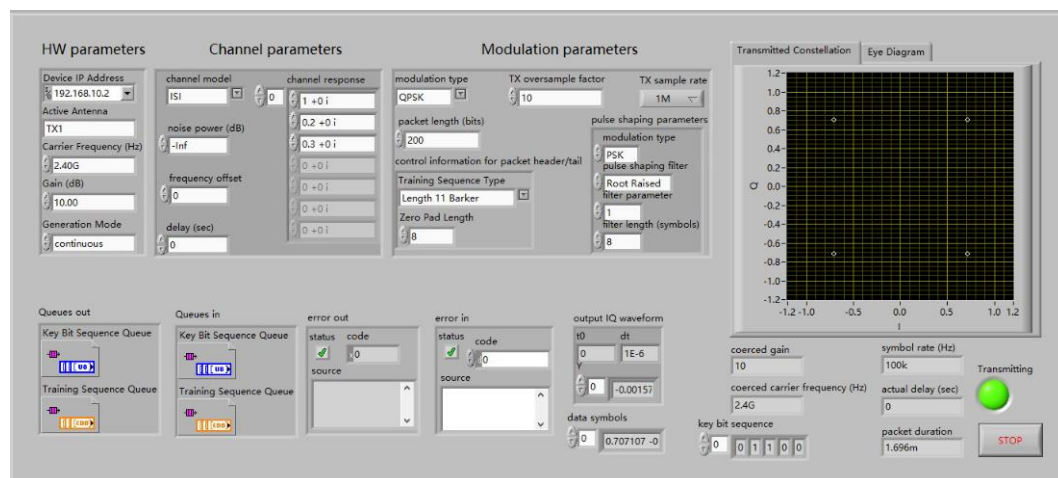 HW parameters
Channel parameters
Modulation parameters
Device IP Address
192.168.10.2
Active Antenna
TX1
Carrier Frequency (Hz)
2.40G
Gain (dB)
10.00
Generation Mode
continuous
channel model
ISI
noise power (dB)
-Inf
frequency offset
0
delay (sec)
0
channel response
0
1 +0 i
0.2 +0 i
0.3 +0 i
0 +0 i
0 +0 i
0 +0 i
0 +0 i
modulation type
QPSK
TX oversample factor
10
TX sample rate
1M
packet length (bits)
200
control information for packet header/tail
Training Sequence Type
Length 11 Barker
Zero Pad Length
8
pulse shaping parameters
modulation type
PSK
pulse shaping filter
Root Raised
filter parameter
1
filter length (symbols)
8
Transmitted Constellation
Eye Diagram
1.2
1.0
0.8
0.6
0.4
0.2
0.0
-0.2
-0.4
-0.6
-0.8
-1.0
-1.2
Q
-1.2 -1.0 -0.5 0.0 0.5 1.0 1.2
I
Queues out
Key Bit Sequence Queue
U8
Training Sequence Queue
CDB
Queues in
Key Bit Sequence Queue
U8
Training Sequence Queue
CDB
error out
status code
0
source
error in
status code
0
source
output IQ waveform
t0 dt
0 1E-6
Y
0 -0.00157
data symbols
0 0.707107 -0
coerced gain
10
symbol rate (Hz)
100k
coerced carrier frequency (Hz)
2.4G
actual delay (sec)
0
key bit sequence
0 0 1 1 0 0
packet duration
1.696m
Transmitting
STOP